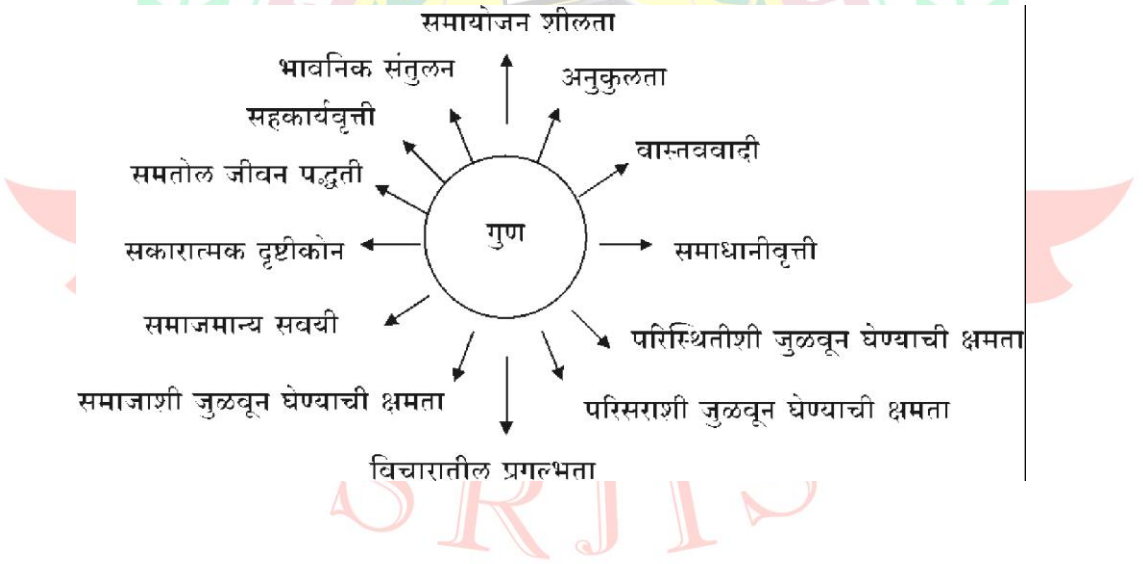 समायोजन शीलता
भावनिक संतुलन
अनुकुलता
सहकार्यवृत्ती
वास्तववादी
समतोल जीवन पद्धती
गुण
सकारात्मक दृष्टीकोन
समाधानीवृत्ती
समाजमान्य सवयी
परिस्थितीशी जुळवून घेण्याची क्षमता
समाजाशी जुळवून घेण्याची क्षमता
परिसराशी जुळवून घेण्याची क्षमता
विचारातील प्रगल्भता
SRJIS